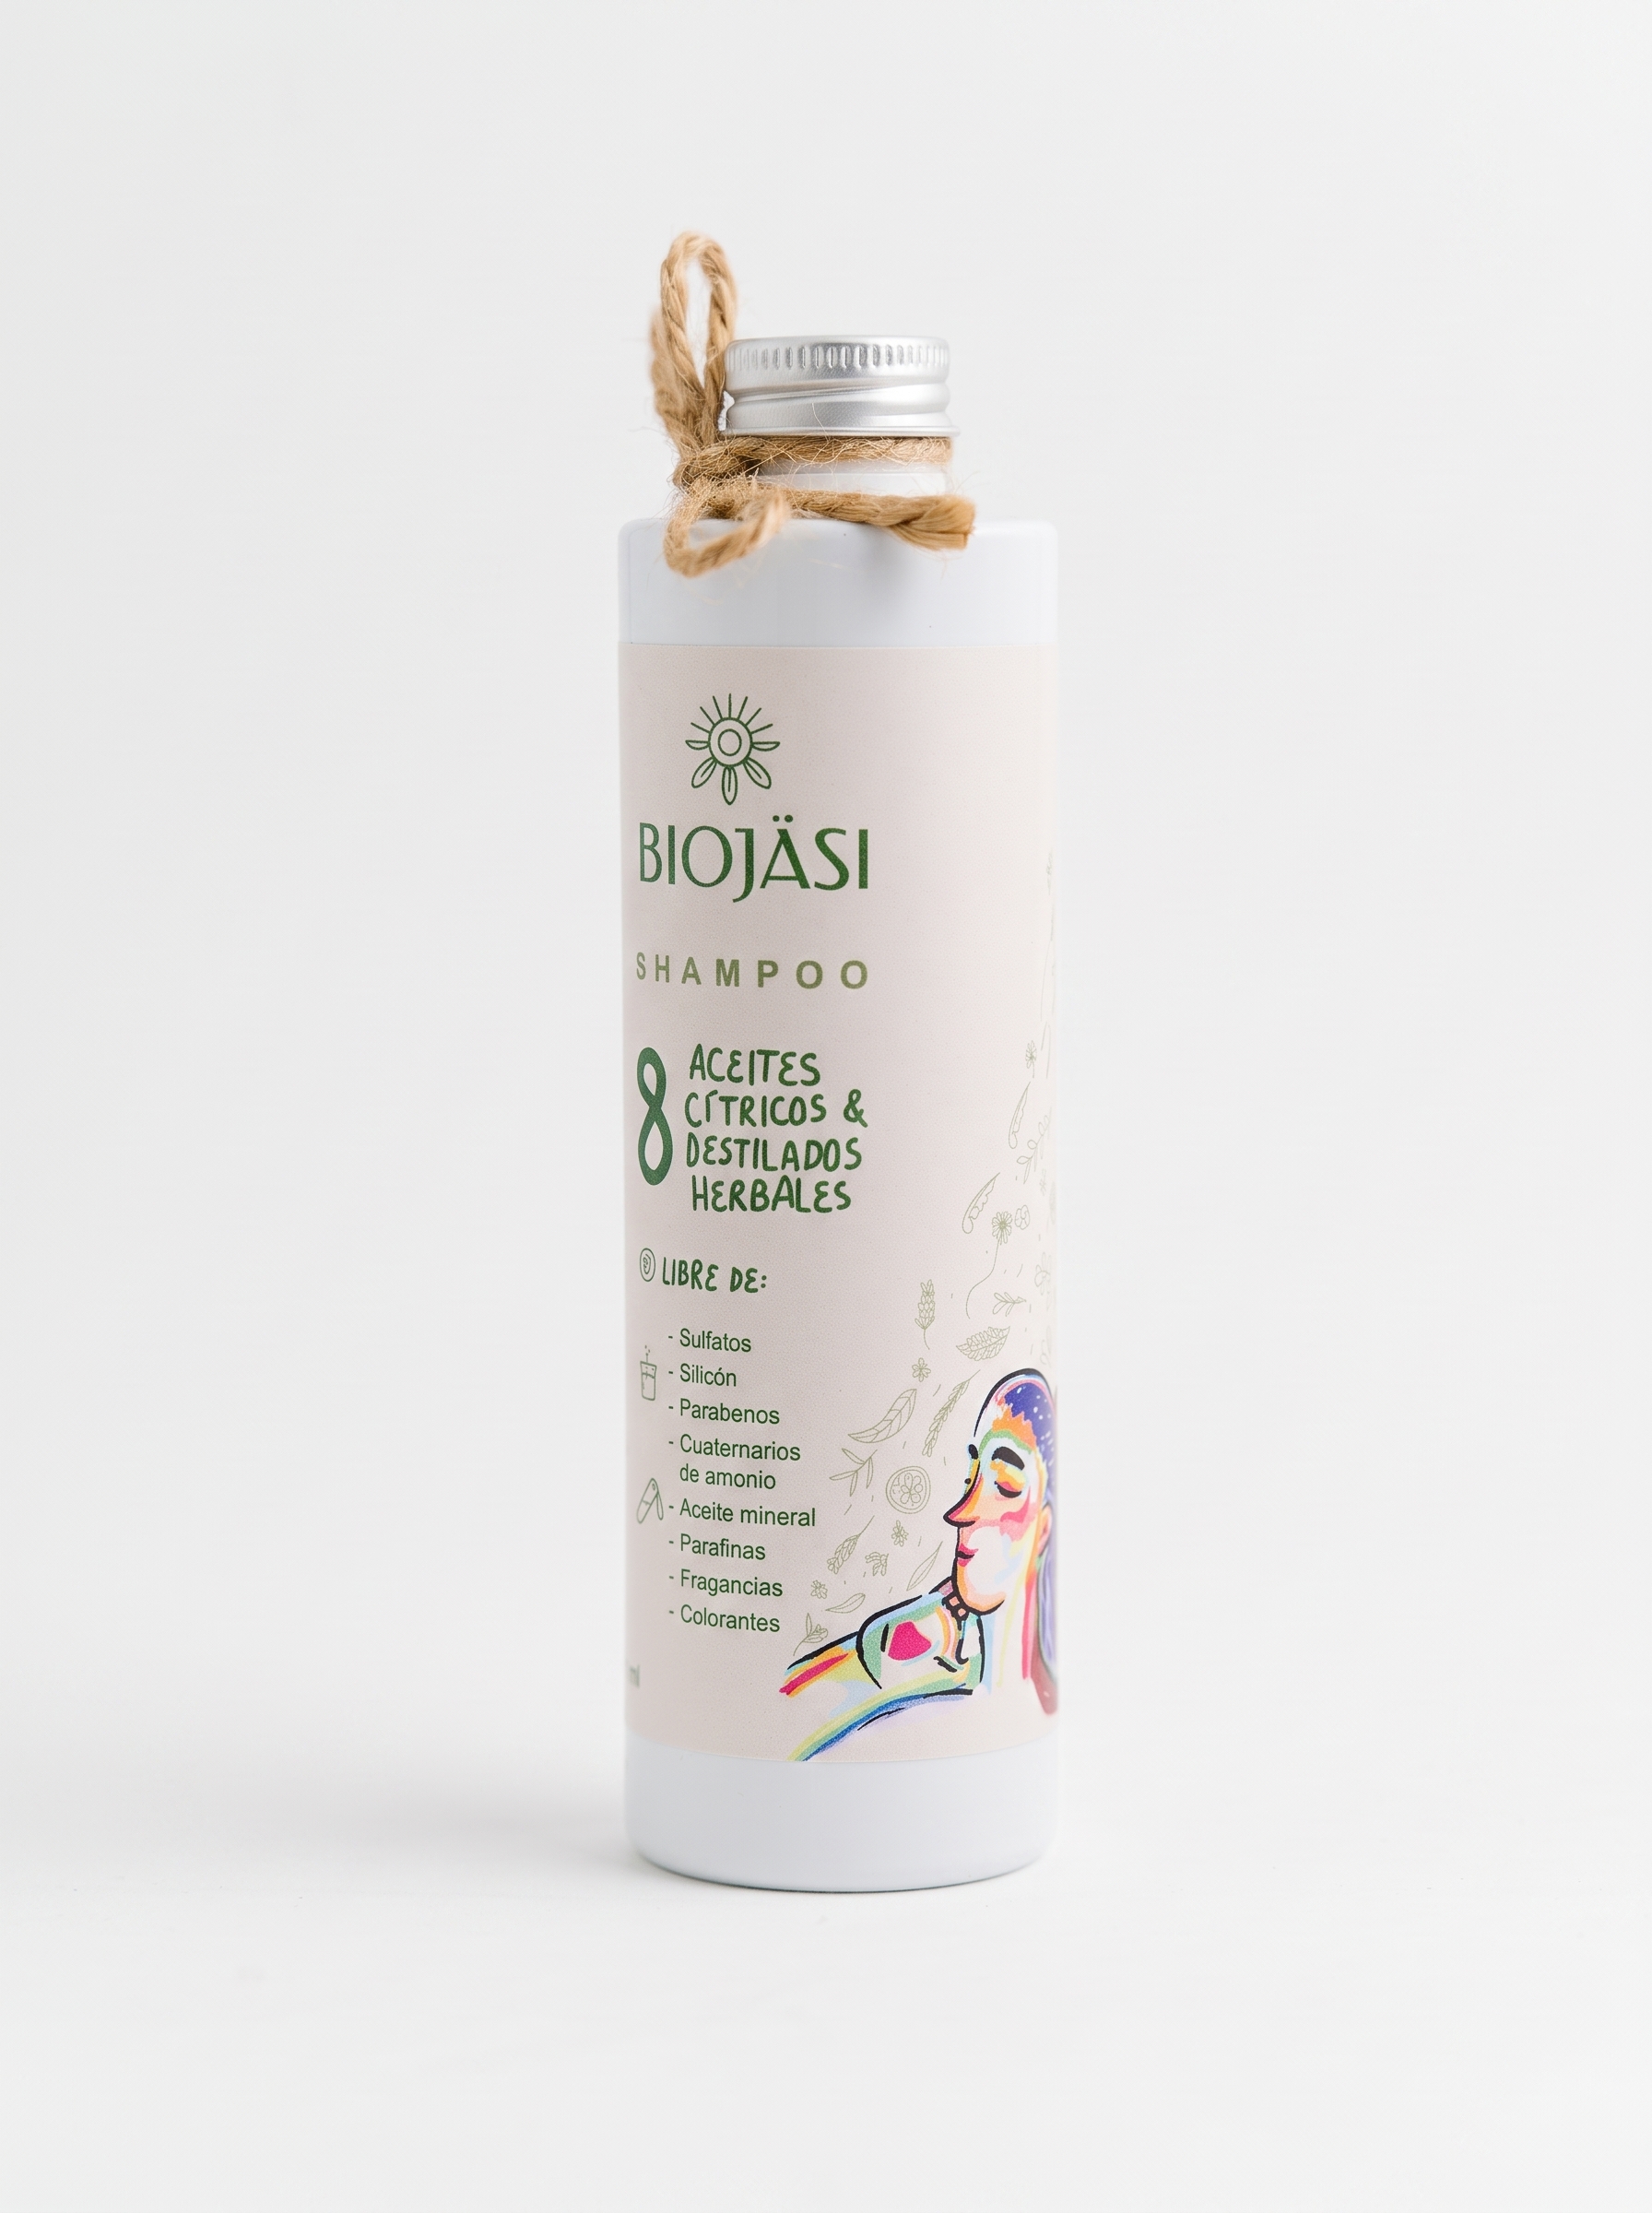 BIOJÄSI
SHAMPOO
8 ACEITES
CÍTRICOS &
DESTILADOS
HERBALES
LIBRE DE:
- Sulfatos
- Silicón
- Parabenos
- Cuaternarios
de amonio
- Aceite mineral
- Parafinas
- Fragancias
- Colorantes
ml